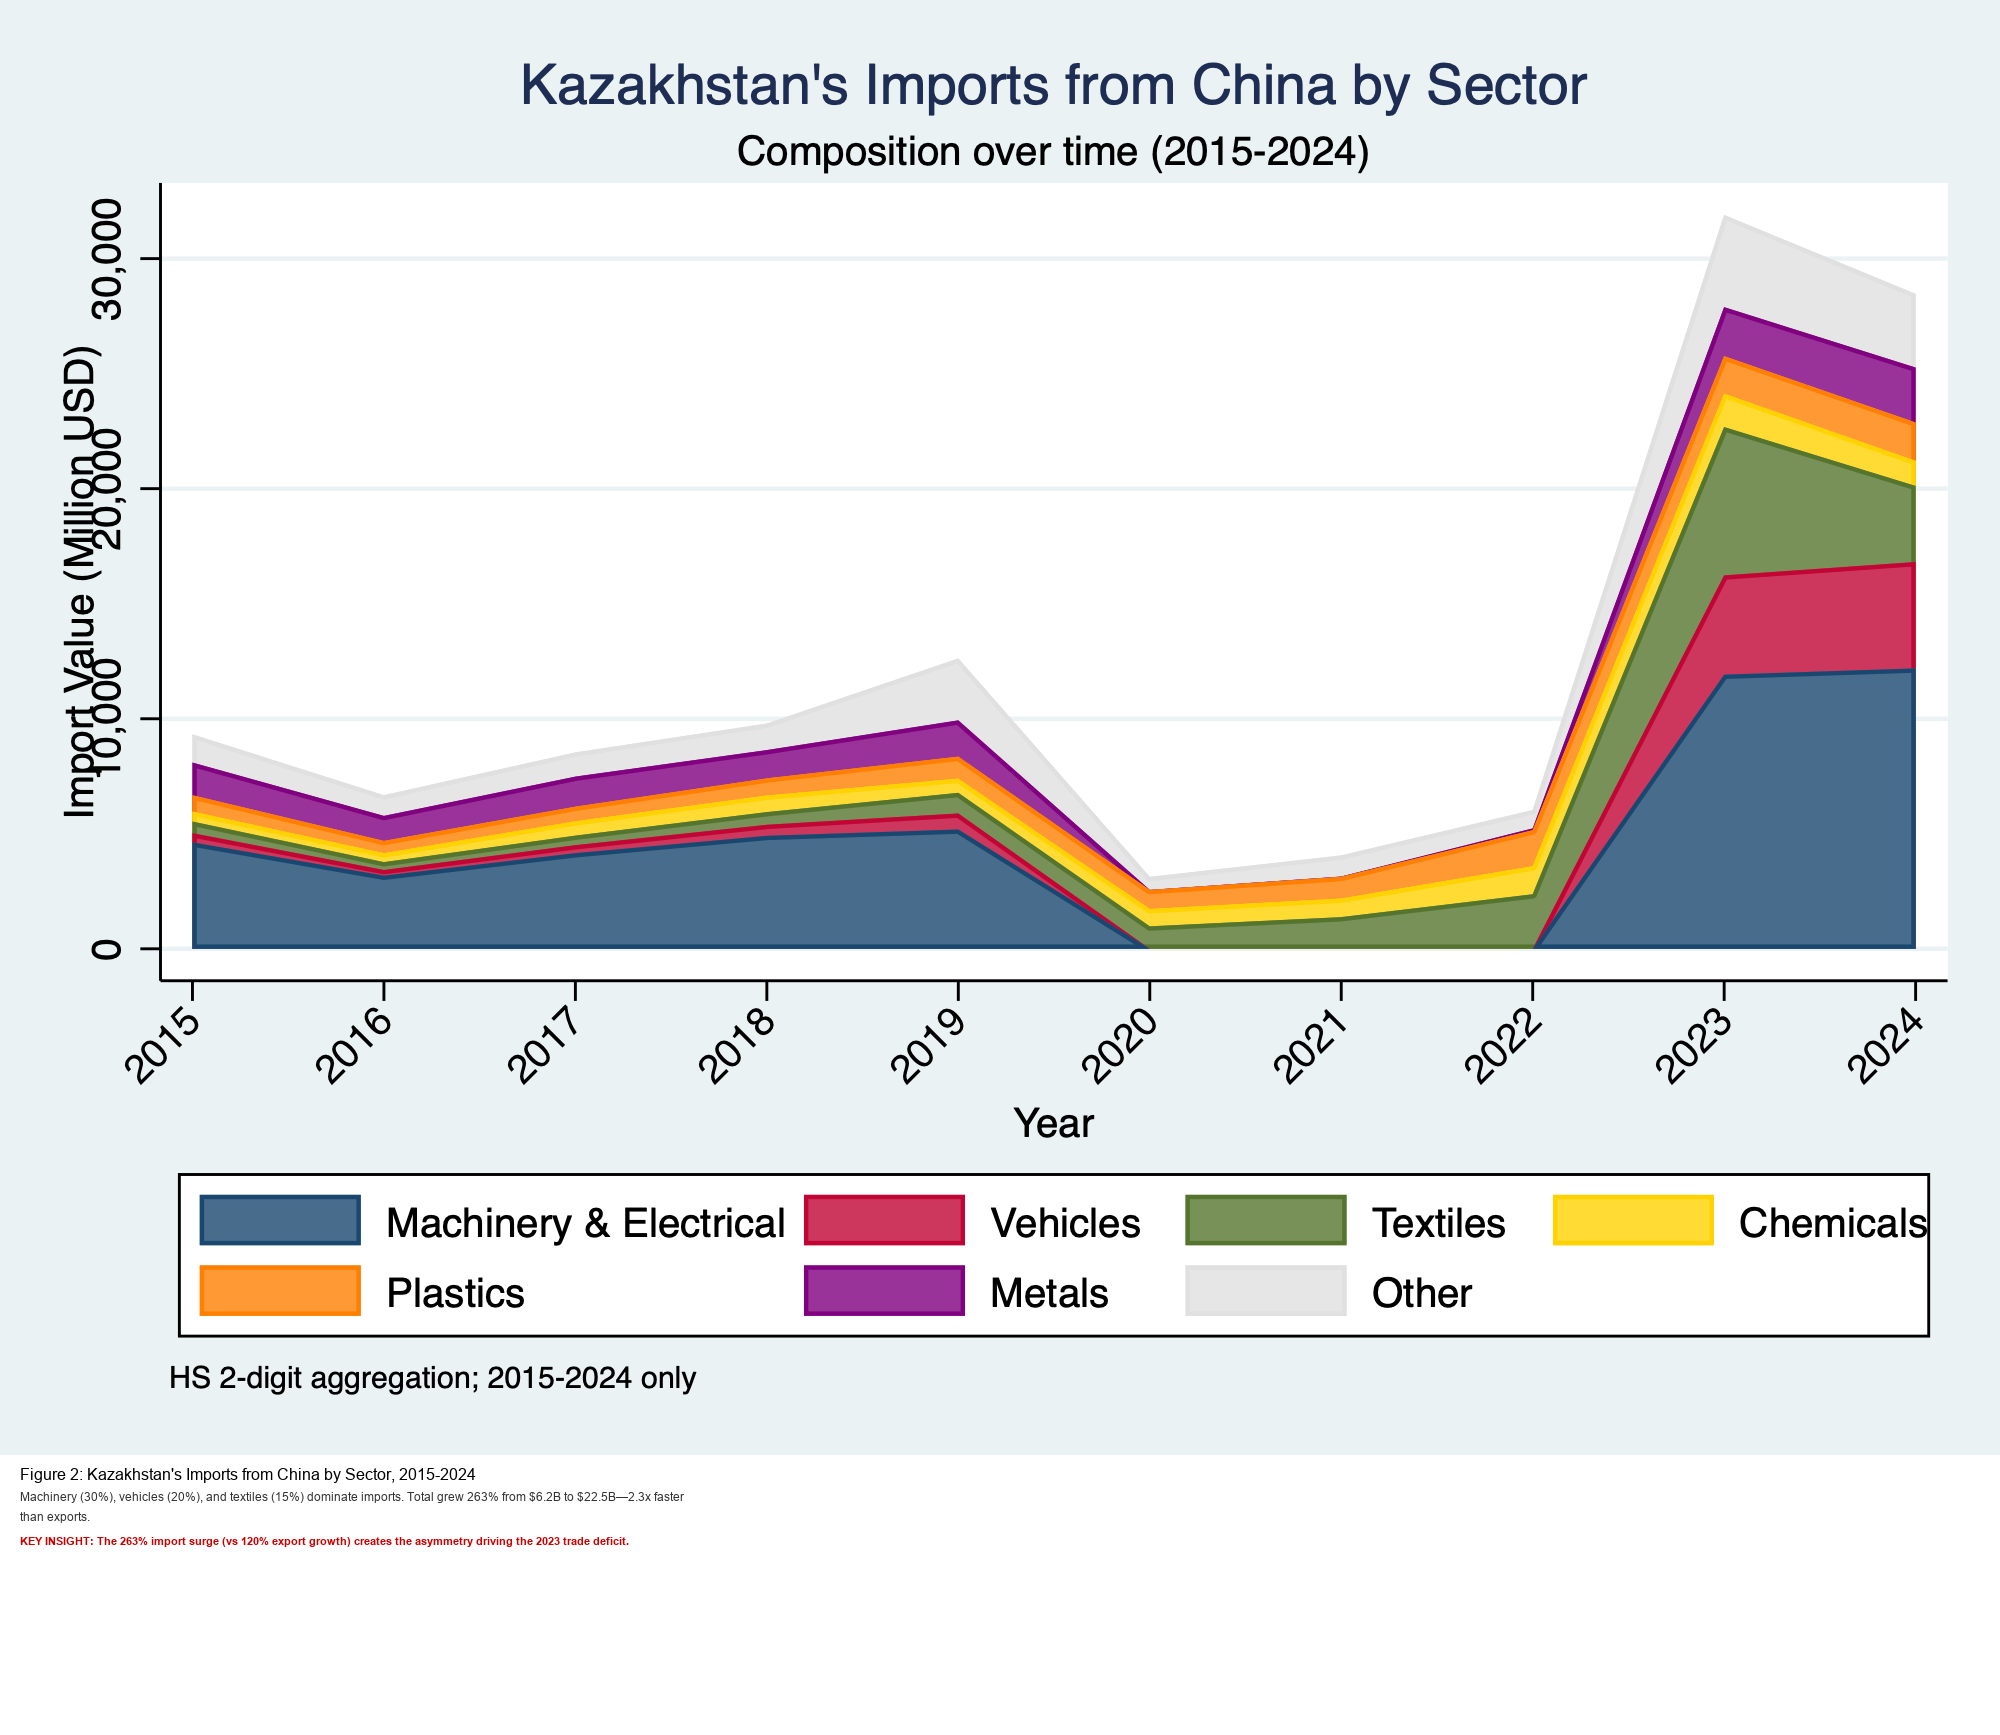 Kazakhstan's Imports from China by Sector
Composition over time (2015-2024)
Import Value (Million USD)
30,000
20,000
10,000
0
2015 2016 2017 2018 2019 2020 2021 2022 2023 2024
Year
Machinery & Electrical Vehicles Textiles Chemicals
Plastics Metals Other
HS 2-digit aggregation; 2015-2024 only
Figure 2: Kazakhstan's Imports from China by Sector, 2015-2024
Machinery (30%), vehicles (20%), and textiles (15%) dominate imports. Total grew 263% from $6.2B to $22.5B—2.3x faster
than exports.
KEY INSIGHT: The 263% import surge (vs 120% export growth) creates the asymmetry driving the 2023 trade deficit.